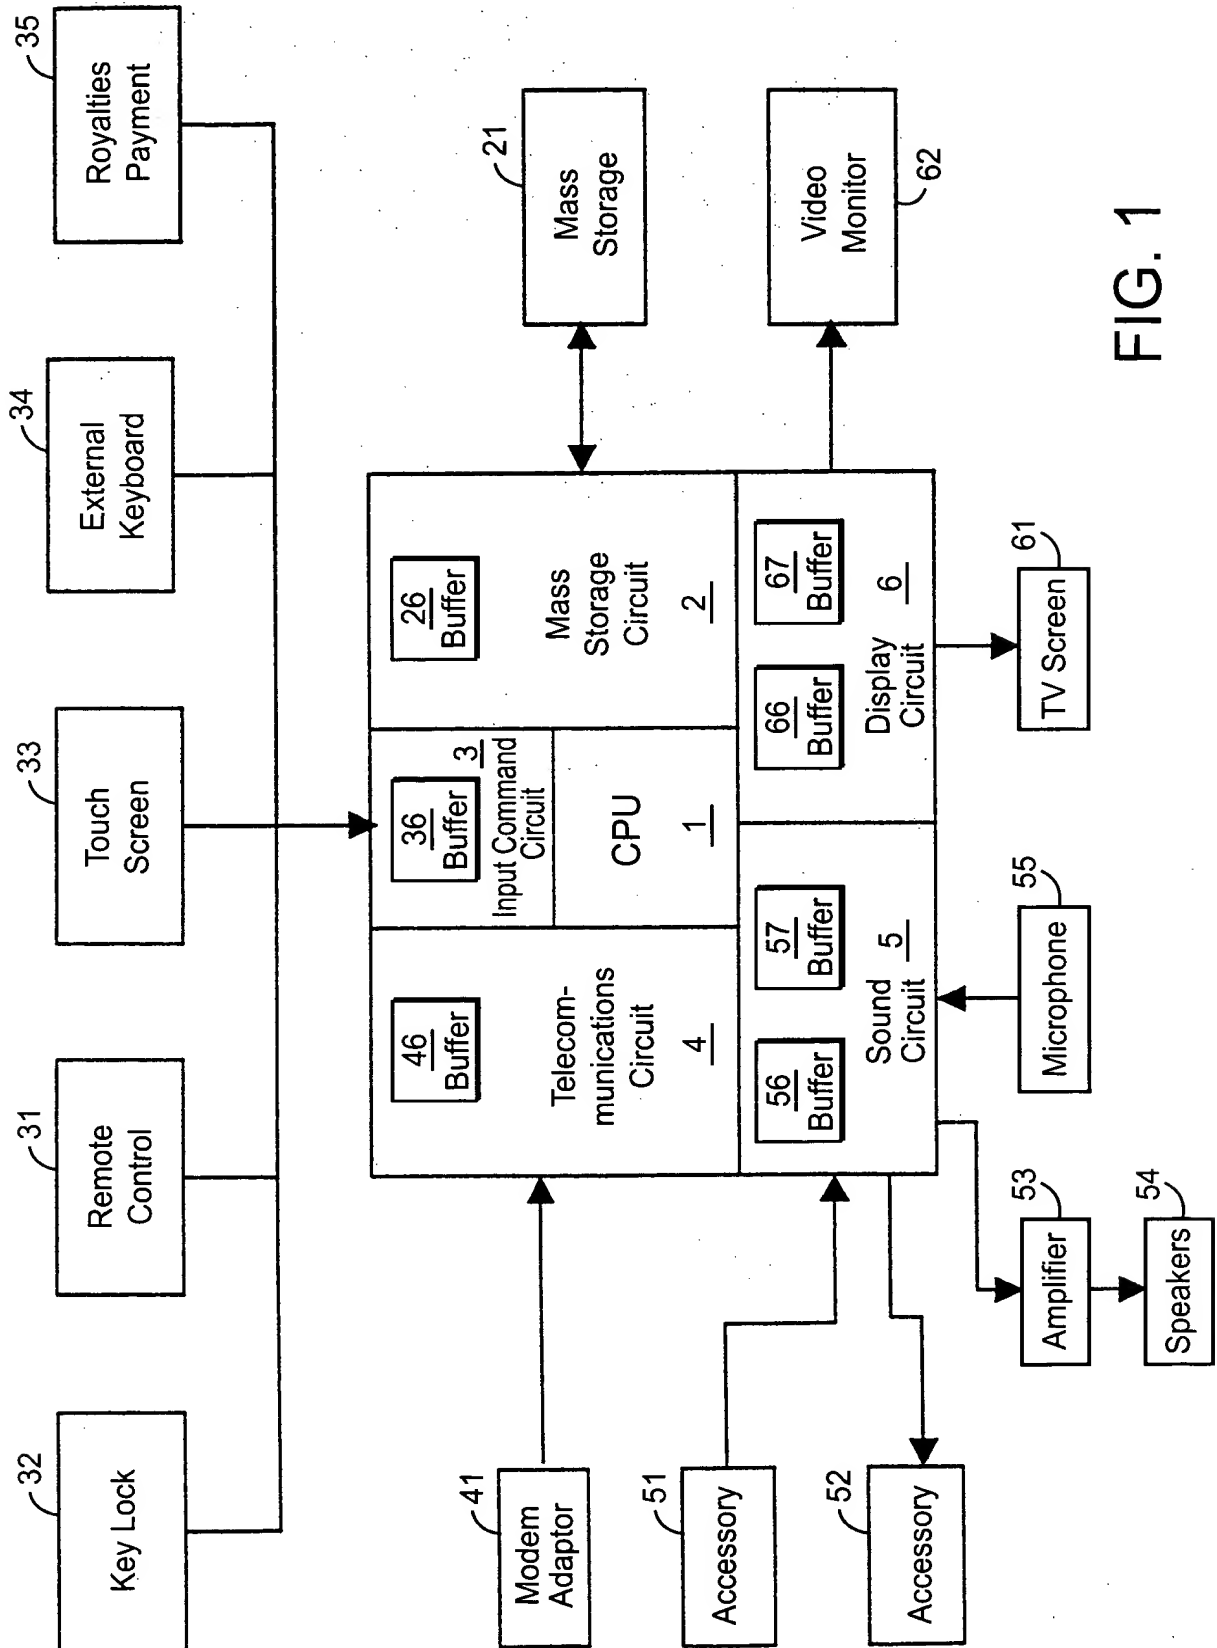 32
Key Lock
31
Remote
Control
33
Touch
Screen
34
External
Keyboard
35
Royalties
Payment
41
Modem
Adaptor
46
Buffer
Telecom-
munications
Circuit
4
36
Buffer
3
Input Command
Circuit
CPU
1
26
Buffer
Mass
Storage
Circuit
2
21
Mass
Storage
51
Accessory
52
Accessory
56
Buffer
57
Buffer
Sound
Circuit
5
66
Buffer
67
Buffer
Display
Circuit
6
Video
Monitor
62
53
Amplifier
54
Speakers
55
Microphone
61
TV Screen
FIG. 1